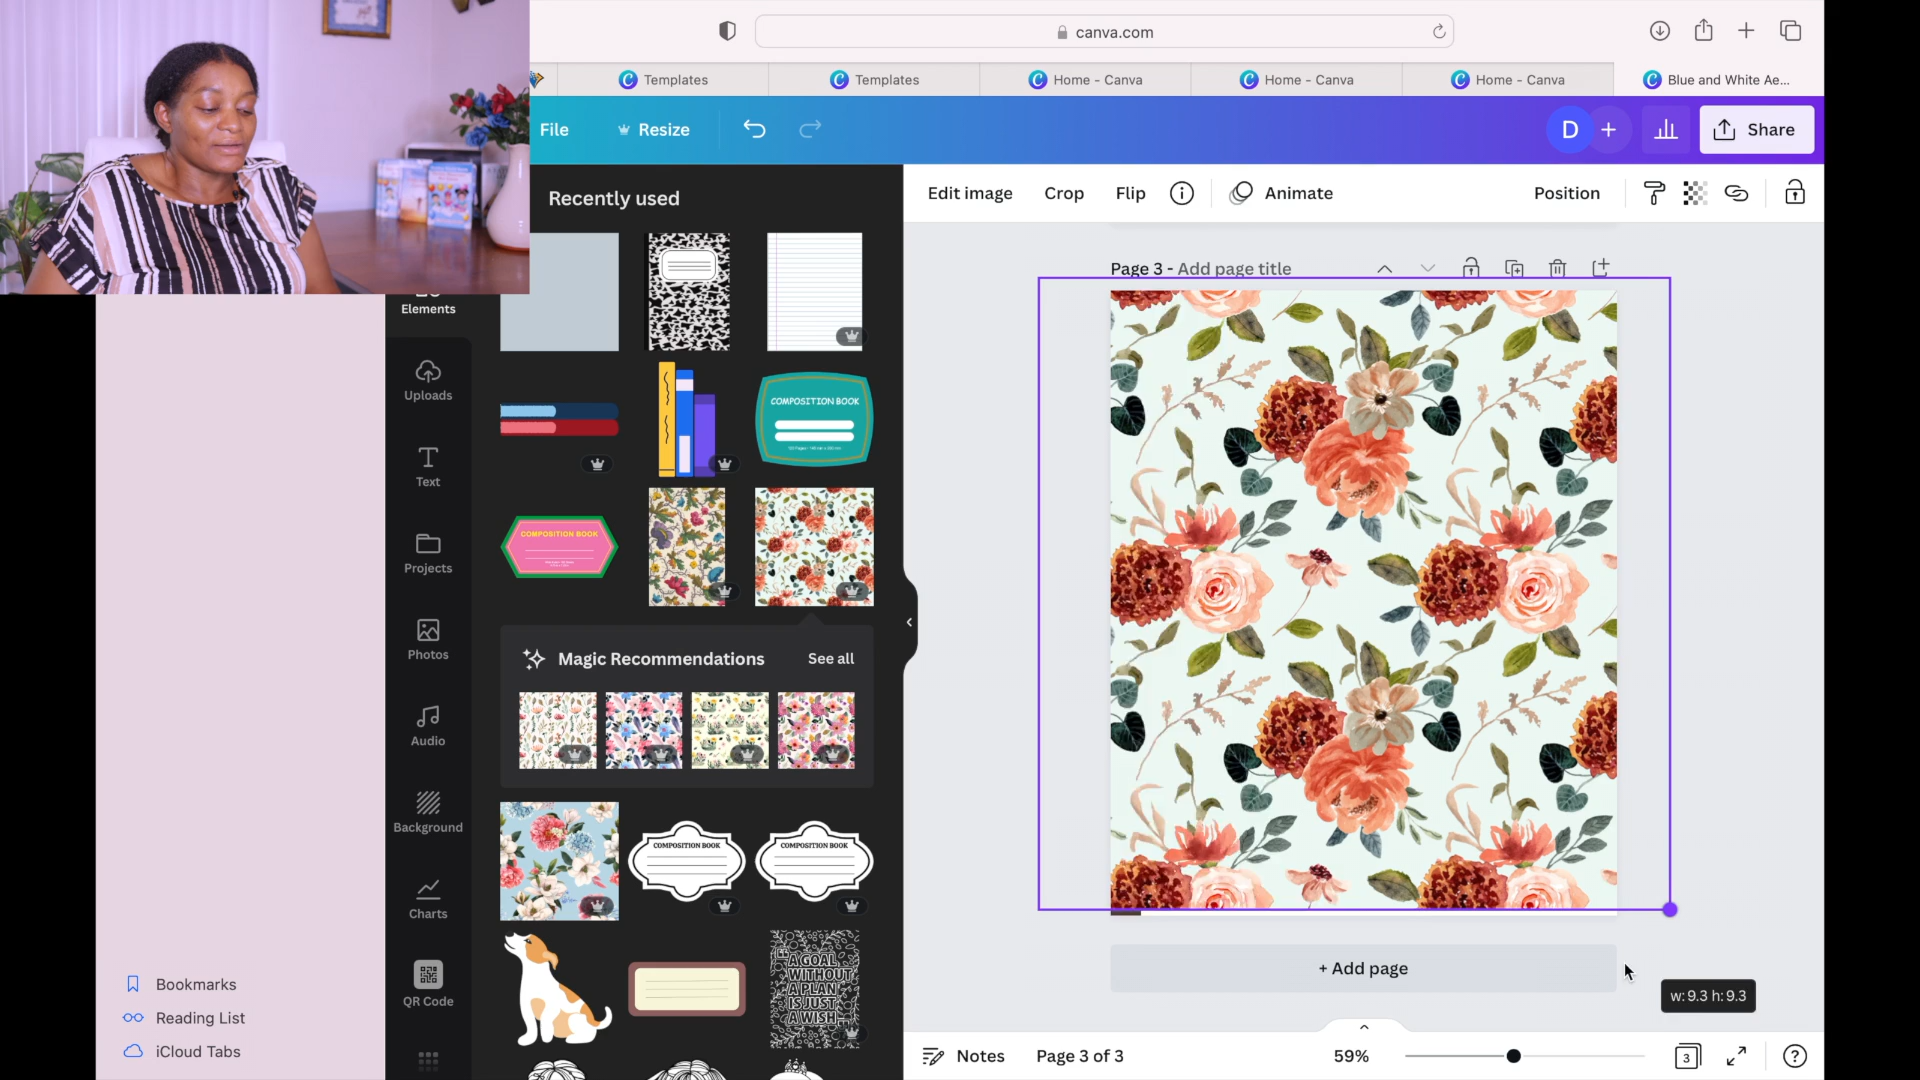 canva.com
Templates
Templates
Home - Canva
Home - Canva
Home - Canva
Blue and White Ae...
File
Resize
D
+
Share
Recently used
Edit image
Crop
Flip
Animate
Position
Page 3 - Add page title
Elements
Uploads
Text
Projects
Photos
Audio
Background
Charts
QR Code
COMPOSITION BOOK
COMPOSITION BOOK
Magic Recommendations
See all
COMPOSITION BOOK
COMPOSITION BOOK
A GOAL
WITHOUT
A PLAN
IS JUST
A WISH
+ Add page
w: 9.3 h: 9.3
Bookmarks
Reading List
iCloud Tabs
Notes
Page 3 of 3
59%
3
?